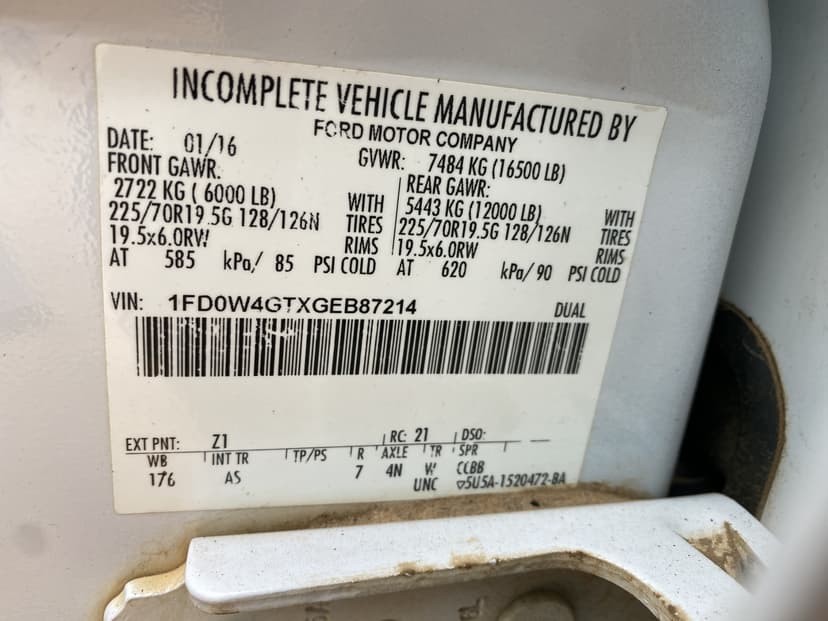 INCOMPLETE VEHICLE MANUFACTURED BY
FORD MOTOR COMPANY
DATE: 01/16 GVWR: 7484 KG (16500 LB)
FRONT GAWR: REAR GAWR:
2722 KG ( 6000 LB) WITH 5443 KG (12000 LB) WITH
225/70R19.5G 128/126N TIRES 225/70R19.5G 128/126N TIRES
19.5x6.0RW RIMS 19.5x6.0RW RIMS
AT 585 kPa/ 85 PSI COLD AT 620 kPa/ 90 PSI COLD
VIN: 1FD0W4GTXGEB87214 DUAL
EXT PNT: Z1 RC: 21 DSO:
WB INT TR TP/PS R AXLE TR SPR
176 AS 7 4N W CCBB
UNC ▽5U5A-1520472-BA